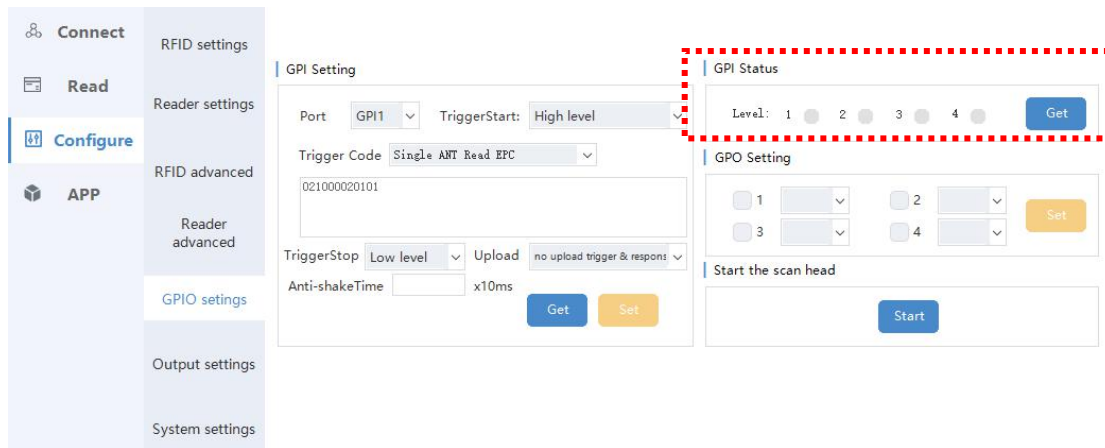 Connect
Read
Configure
APP
RFID settings
Reader settings
RFID advanced
Reader
advanced
GPIO setings
Output settings
System settings
GPI Setting
Port GPI1 TriggerStart: High level
Trigger Code Single ANT Read EPC
021000020101
TriggerStop Low level Upload no upload trigger & respons
Anti-shakeTime x10ms
Get Set
GPI Status
Level: 1 2 3 4 Get
GPO Setting
1 2
3 4
Set
Start the scan head
Start